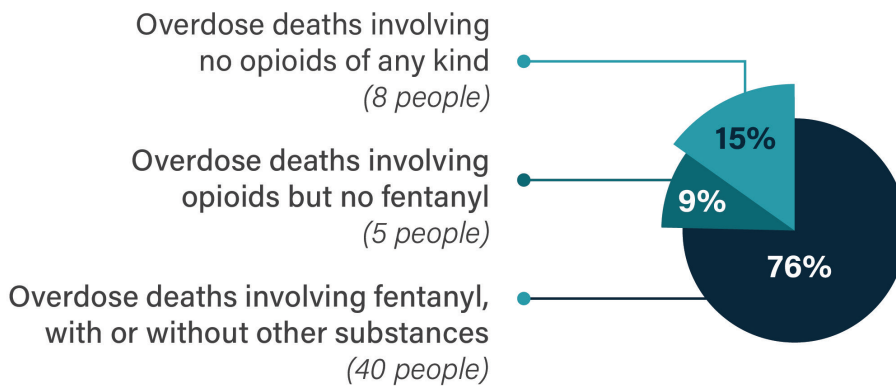 Overdose deaths involving
no opioids of any kind
(8 people)
15%
Overdose deaths involving
opioids but no fentanyl
(5 people)
9%
Overdose deaths involving fentanyl,
with or without other substances
(40 people)
76%